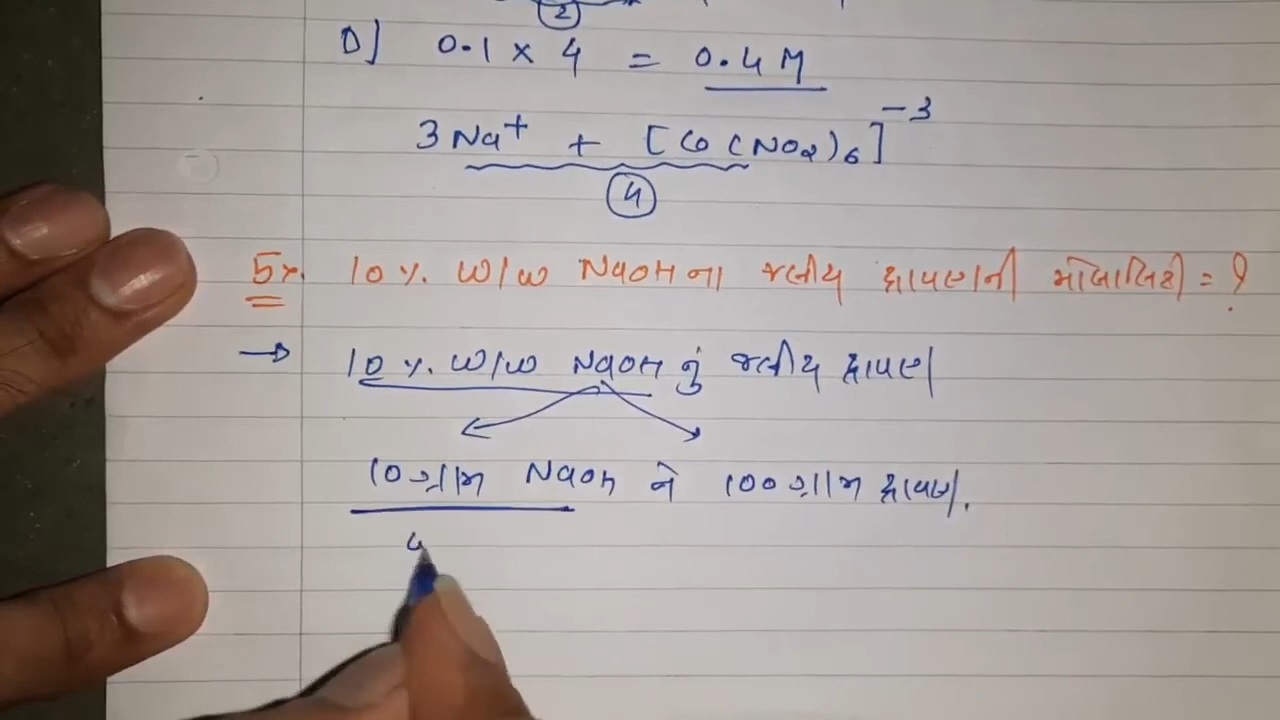 2
D] 0.1 × 4 = 0.4 M
3Na⁺ + [Co(NO₂)₆]⁻³
4
5×. 10 %. W/W NaOH ના જલીય દ્રાવણની મોલાલિટી = ?
→ 10 %. W/W NaOH નું જલીય દ્રાવણ
10 ગ્રામ NaOH ને 100 ગ્રામ દ્રાવણ.